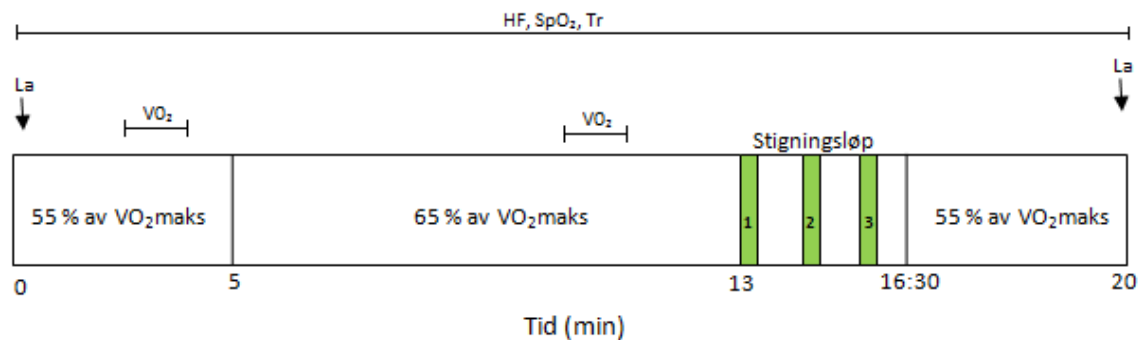 HF, SpO₂, Tr
La
La
VO₂
VO₂
Stigningsløp
55 % av VO₂maks
65 % av VO₂maks
1
2
3
55 % av VO₂maks
0
5
13
16:30
20
Tid (min)